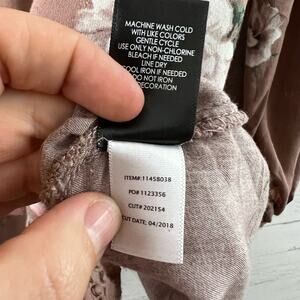 MACHINE WASH COLD
WITH LIKE COLORS
GENTLE CYCLE
USE ONLY NON-CHLORINE
BLEACH IF NEEDED
LINE DRY
COOL IRON IF NEEDED
DO NOT IRON
DECORATION
ITEM#: 11458038
PO# 1123356
CUT# 202154
CUT DATE: 04/2018